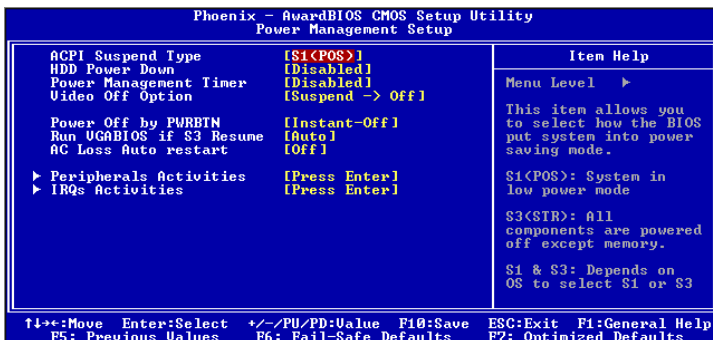 Phoenix - AwardBIOS CMOS Setup Utility
Power Management Setup
ACPI Suspend Type [S1(POS)]
HDD Power Down [Disabled]
Power Management Timer [Disabled]
Video Off Option [Suspend -> Off]
Power Off by PWRBTN [Instant-Off]
Run VGABIOS if S3 Resume [Auto]
AC Loss Auto restart [Off]
▶ Peripherals Activities [Press Enter]
▶ IRQs Activities [Press Enter]
Item Help
Menu Level ▶
This item allows you
to select how the BIOS
put system into power
saving mode.
S1(POS): System in
low power mode
S3(STR): All
components are powered
off except memory.
S1 & S3: Depends on
OS to select S1 or S3
↑↓→←:Move Enter:Select +/-/PU/PD:Value F10:Save ESC:Exit F1:General Help
F5: Previous Values F6: Fail-Safe Defaults F7: Optimized Defaults